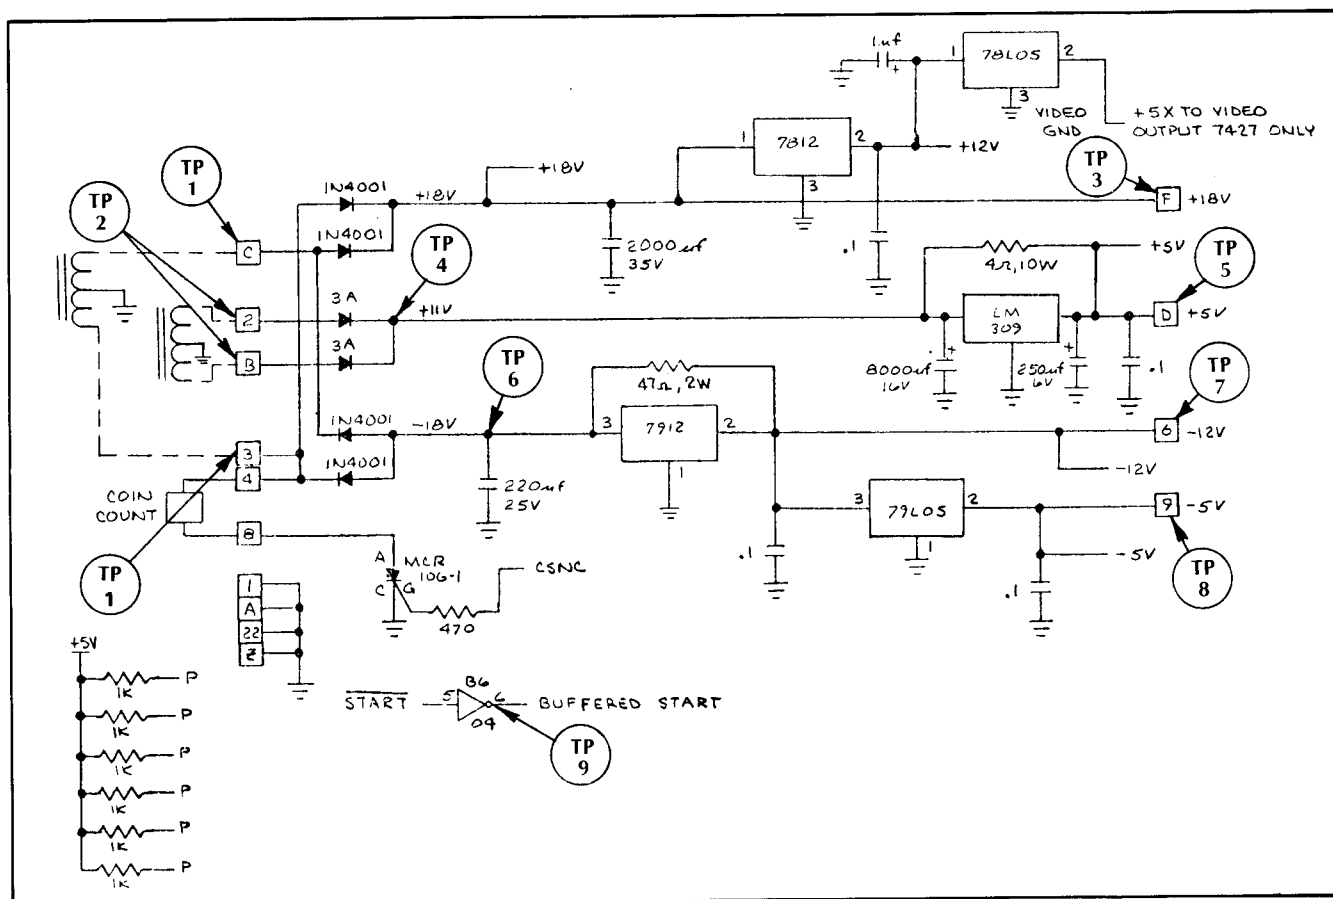 1uf
+
1
78L05
2
3
VIDEO
GND
+5X TO VIDEO
OUTPUT 7427 ONLY
1
7812
2
3
+12V
TP
3
F
+18V
TP
1
TP
2
1N4001
+18V
+18V
1N4001
C
2000uf
35V
.1
4Ω,10W
+5V
TP
5
TP
4
3A
+11V
2
3A
B
LM
309
D
+5V
+
8000uf
16V
+
250uf
6V
.1
TP
6
47Ω, 2W
TP
7
1N4001
-18V
3
7912
2
1
6
-12V
-12V
3
4
1N4001
220uf
25V
COIN
COUNT
8
3
79L05
2
1
9
-5V
-5V
.1
.1
TP
8
TP
1
A
MCR
106-1
C
G
CSNC
470
1
A
22
Z
+5V
1K
P
1K
P
1K
P
1K
P
1K
P
1K
P
START
5
B6
6
04
BUFFERED START
TP
9